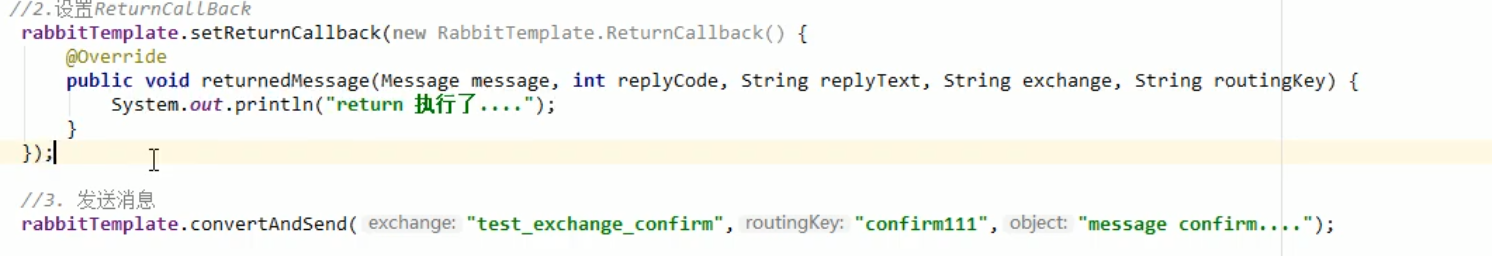 //2.设置ReturnCallBack
rabbitTemplate.setReturnCallback(new RabbitTemplate.ReturnCallback() {
@Override
public void returnedMessage(Message message, int replyCode, String replyText, String exchange, String routingKey) {
System.out.println("return 执行了....");
}
});
//3. 发送消息
rabbitTemplate.convertAndSend( exchange: "test_exchange_confirm", routingKey: "confirm111", object: "message confirm....");